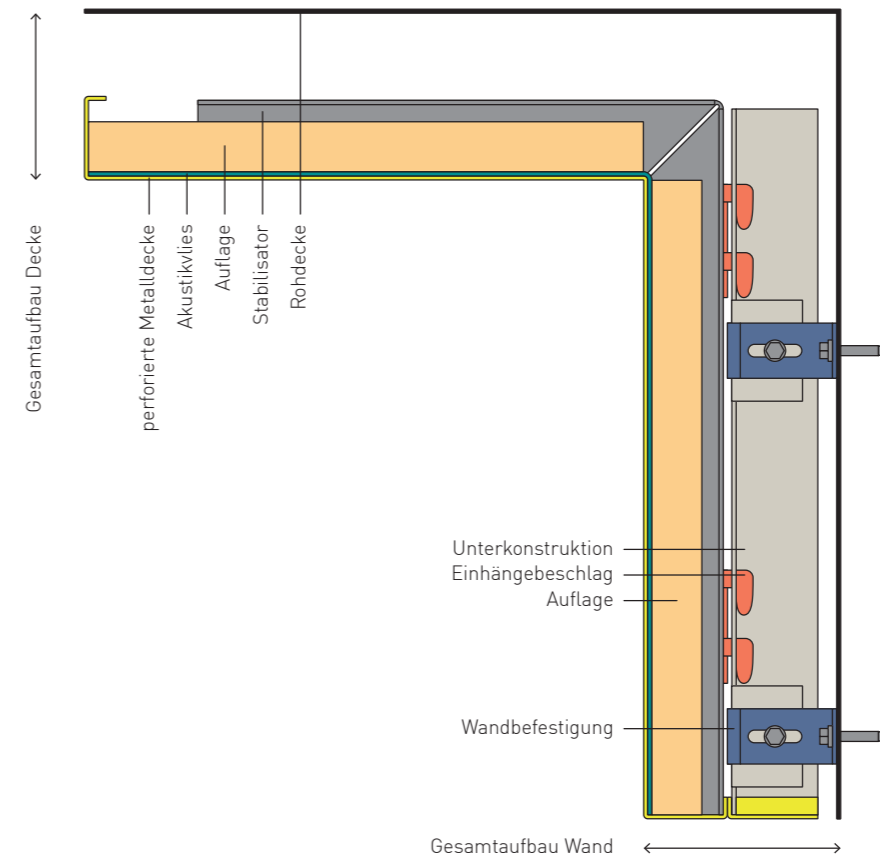 Gesamtaufbau Decke
perforierte Metalldecke
Akustikvlies
Auflage
Stabilisator
Rohdecke
Unterkonstruktion
Einhängebeschlag
Auflage
Wandbefestigung
Gesamtaufbau Wand